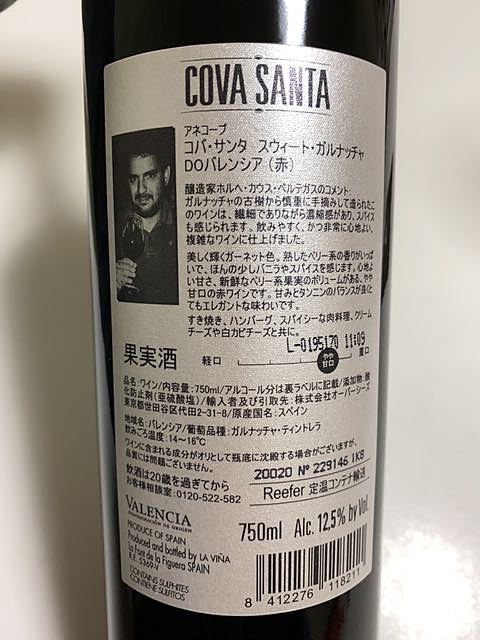 COVA SANTA
アネコープ
コバ・サンタ スウィート・ガルナッチャ
DOバレンシア(赤)
醸造家ホルヘ・カウス・ペルテガスのコメント:
ガルナッチャの古樹から慎重に手摘みして造られたこ
のワインは、繊細でありながら濃縮感があり、スパイス
も感じられます。飲みやすく、かつ非常に心地よい、
複雑なワインに仕上げました。
美しく輝くガーネット色。熟したベリー系の香りがいっぱ
いで、ほんの少しバニラやスパイスを感じます。心地よ
い甘さ、新鮮なベリー系果実のボリュームがある、やや
甘口の赤ワインです。甘みとタンニンのバランスが良く、と
てもエレガントな味わいです。
すき焼き、ハンバーグ、スパイシーな肉料理、クリーム
チーズや白カビチーズと共に。
L-0195120 11:09
果実酒 軽口 やや甘口 重口
品名:ワイン/内容量:750ml/アルコール分は裏ラベルに記載/添加物:酸
化防止剤(亜硫酸塩)/輸入者及び引取先:株式会社オーバーシーズ
東京都世田谷区代田2-31-8/原産国名:スペイン
地域名:バレンシア/葡萄品種:ガルナッチャ・ティントレラ
飲みごろ温度:14〜16℃
ワインに含まれる成分がオリとして瓶底に沈殿する場合がございますが、
品質には問題ございません。
20020 Nº 229146 1KB
飲酒は20歳を過ぎてから
お客様相談室:0120-522-582
Reefer 定温コンテナ輸送
VALENCIA
DENOMINACIÓN DE ORIGEN
750ml Alc. 12,5% by Vol.
PRODUCE OF SPAIN
Produced and bottled by LA VIÑA
La Font de la Figuera SPAIN
R.E. 5369-V
CONTAINS SULPHITES
CONTIENE SULFITOS
8 412276 118211